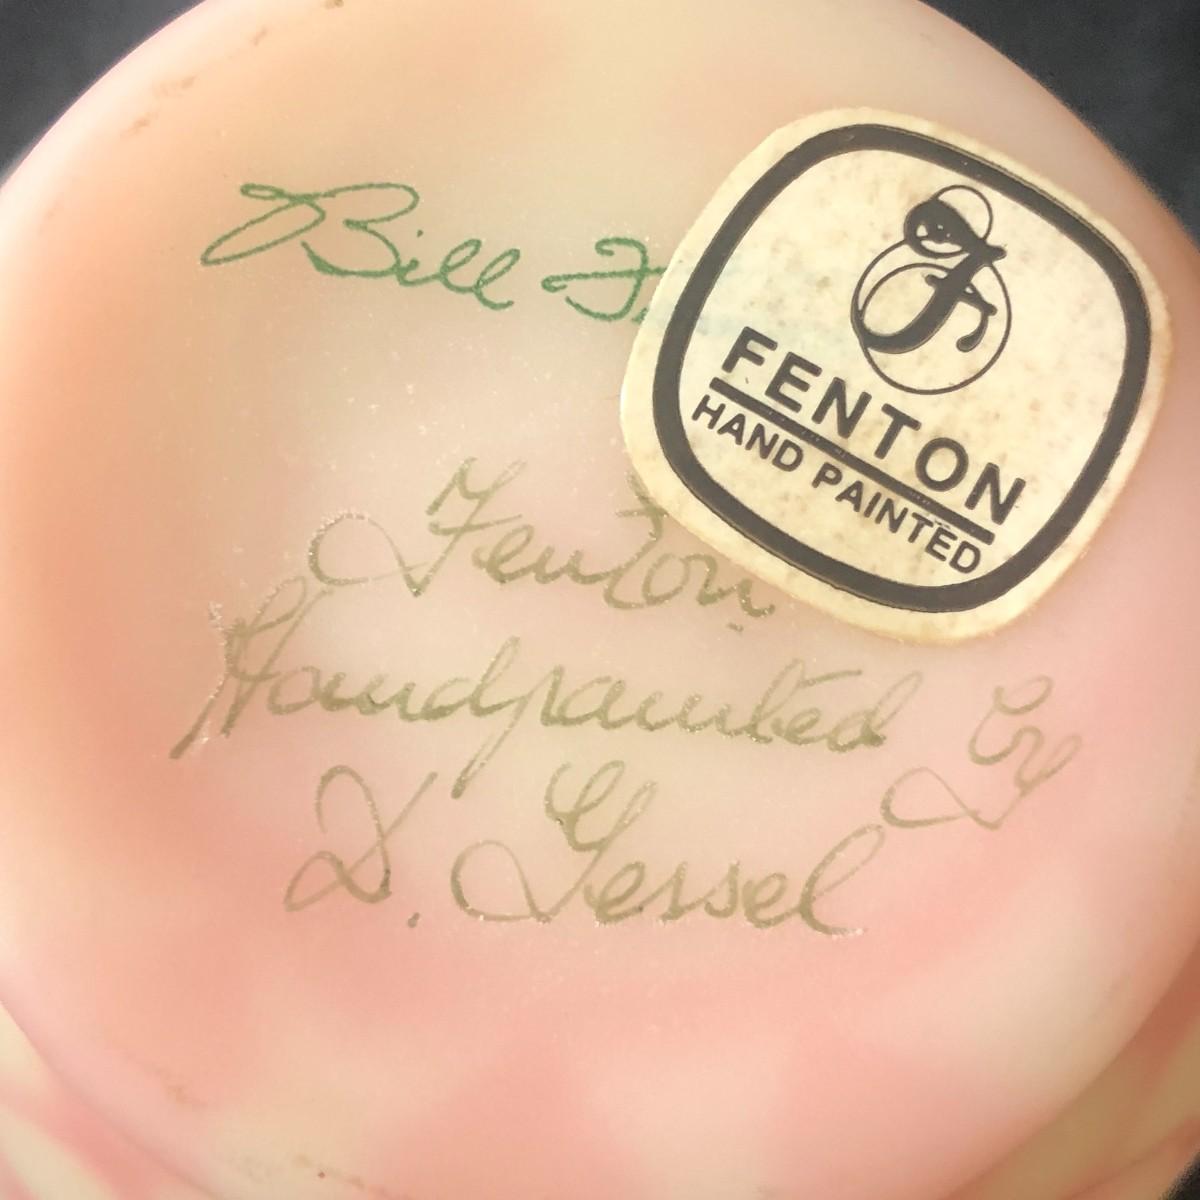 Bill F
FENTON
HAND PAINTED
Fenton
Handpainted by
D. Gessel